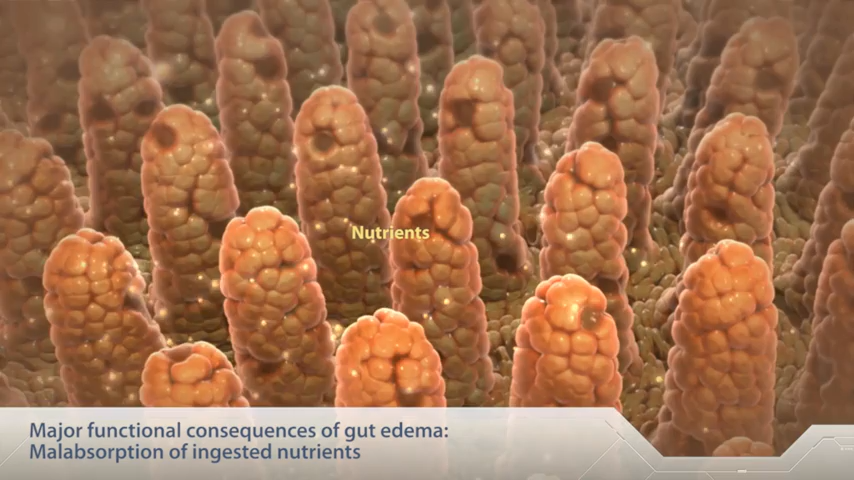 Nutrients
Major functional consequences of gut edema:
Malabsorption of ingested nutrients